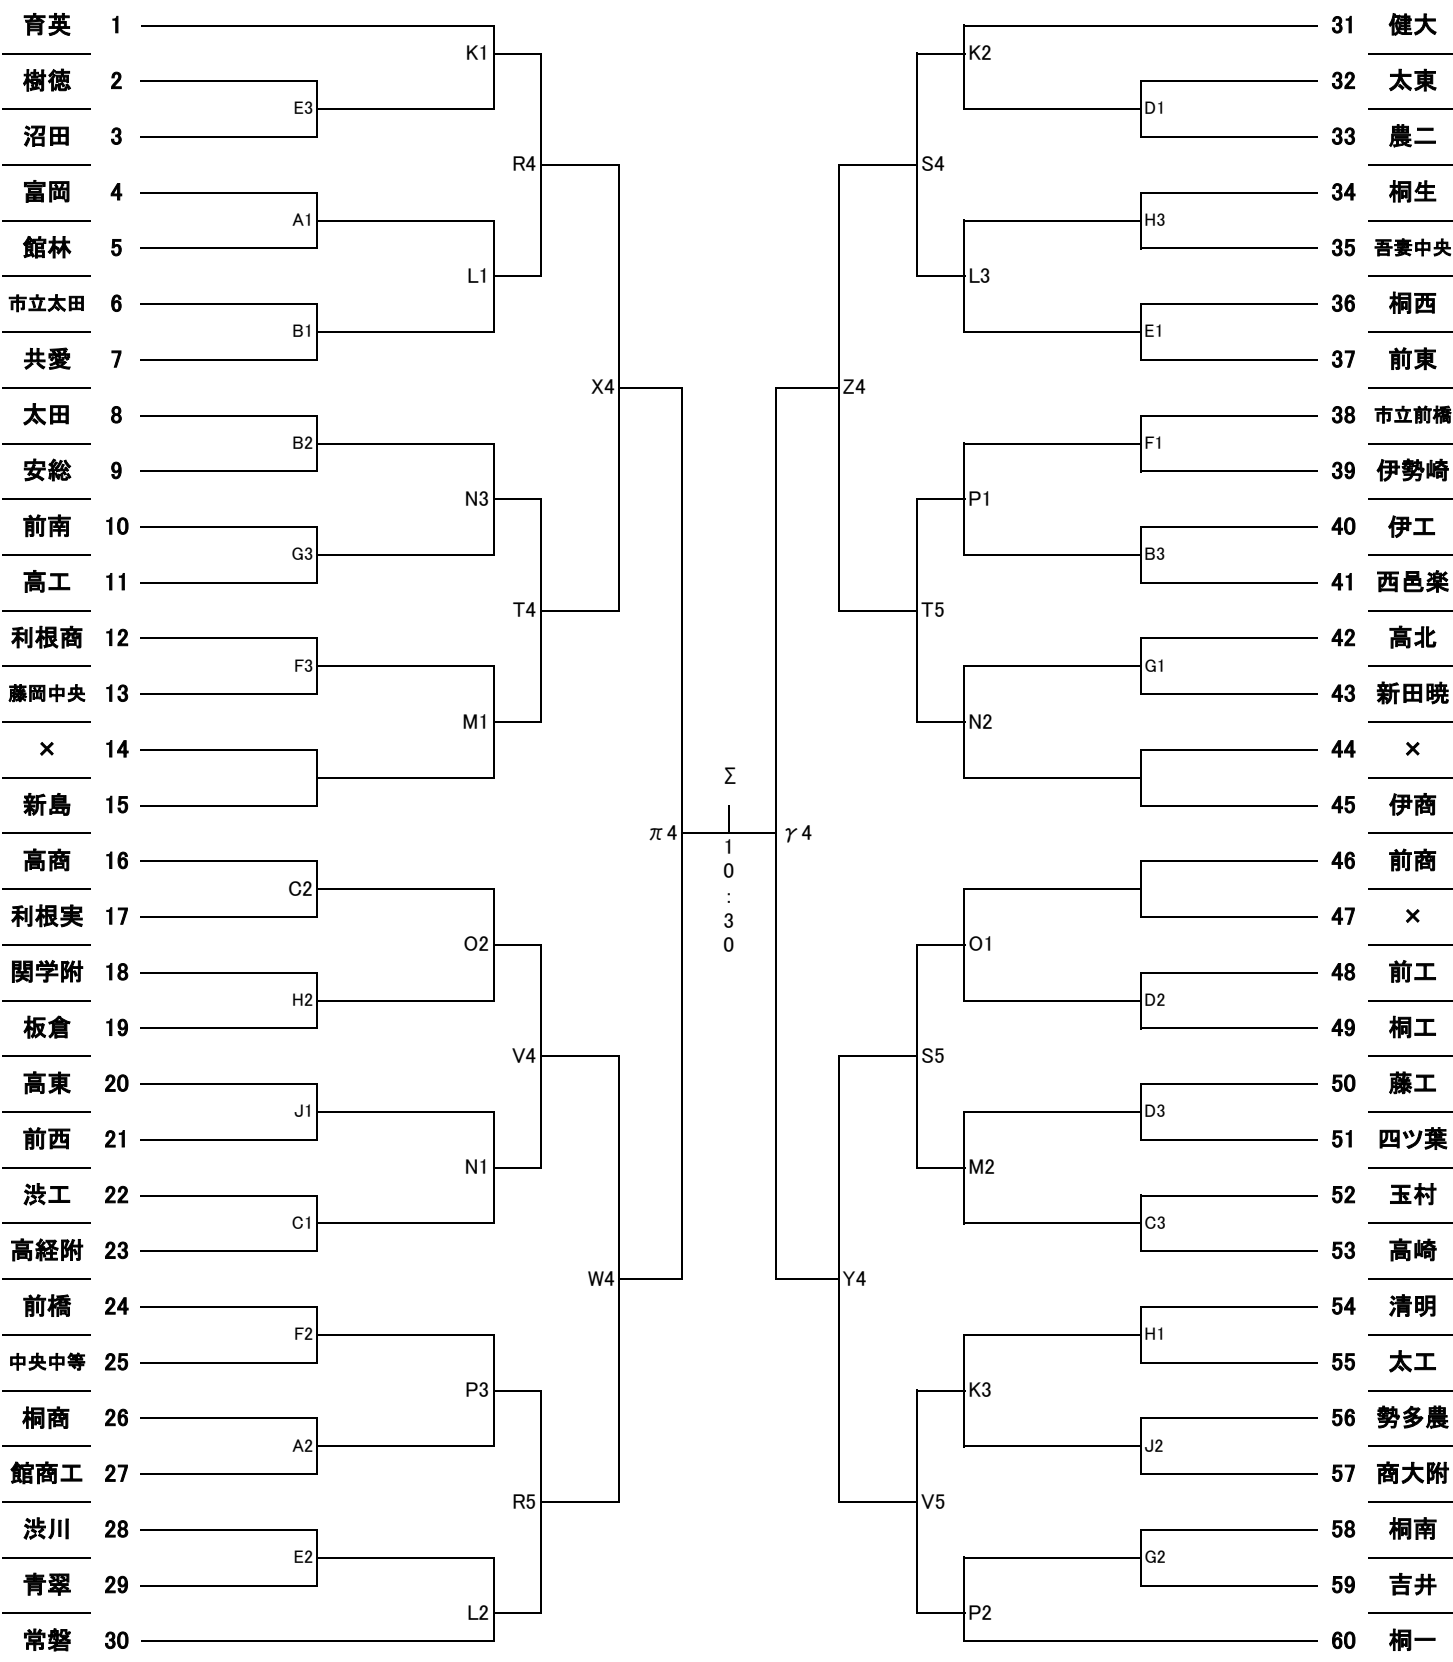 育英 1
樹徳 2
沼田 3
富岡 4
館林 5
市立太田 6
共愛 7
太田 8
安総 9
前南 10
高工 11
利根商 12
藤岡中央 13
× 14
新島 15
高商 16
利根実 17
関学附 18
板倉 19
高東 20
前西 21
渋工 22
高経附 23
前橋 24
中央中等 25
桐商 26
館商工 27
渋川 28
青翠 29
常磐 30
E3
A1
B1
B2
G3
F3
C2
H2
J1
C1
F2
A2
E2
K1
L1
N3
M1
O2
N1
P3
L2
R4
T4
V4
R5
X4
W4
π4
Σ
10:30
γ4
Z4
Y4
S4
T5
S5
V5
K2
L3
P1
N2
O1
M2
K3
P2
D1
H3
E1
F1
B3
G1
D2
D3
C3
H1
J2
G2
31 健大
32 太東
33 農二
34 桐生
35 吾妻中央
36 桐西
37 前東
38 市立前橋
39 伊勢崎
40 伊工
41 西邑楽
42 高北
43 新田暁
44 ×
45 伊商
46 前商
47 ×
48 前工
49 桐工
50 藤工
51 四ツ葉
52 玉村
53 高崎
54 清明
55 太工
56 勢多農
57 商大附
58 桐南
59 吉井
60 桐一